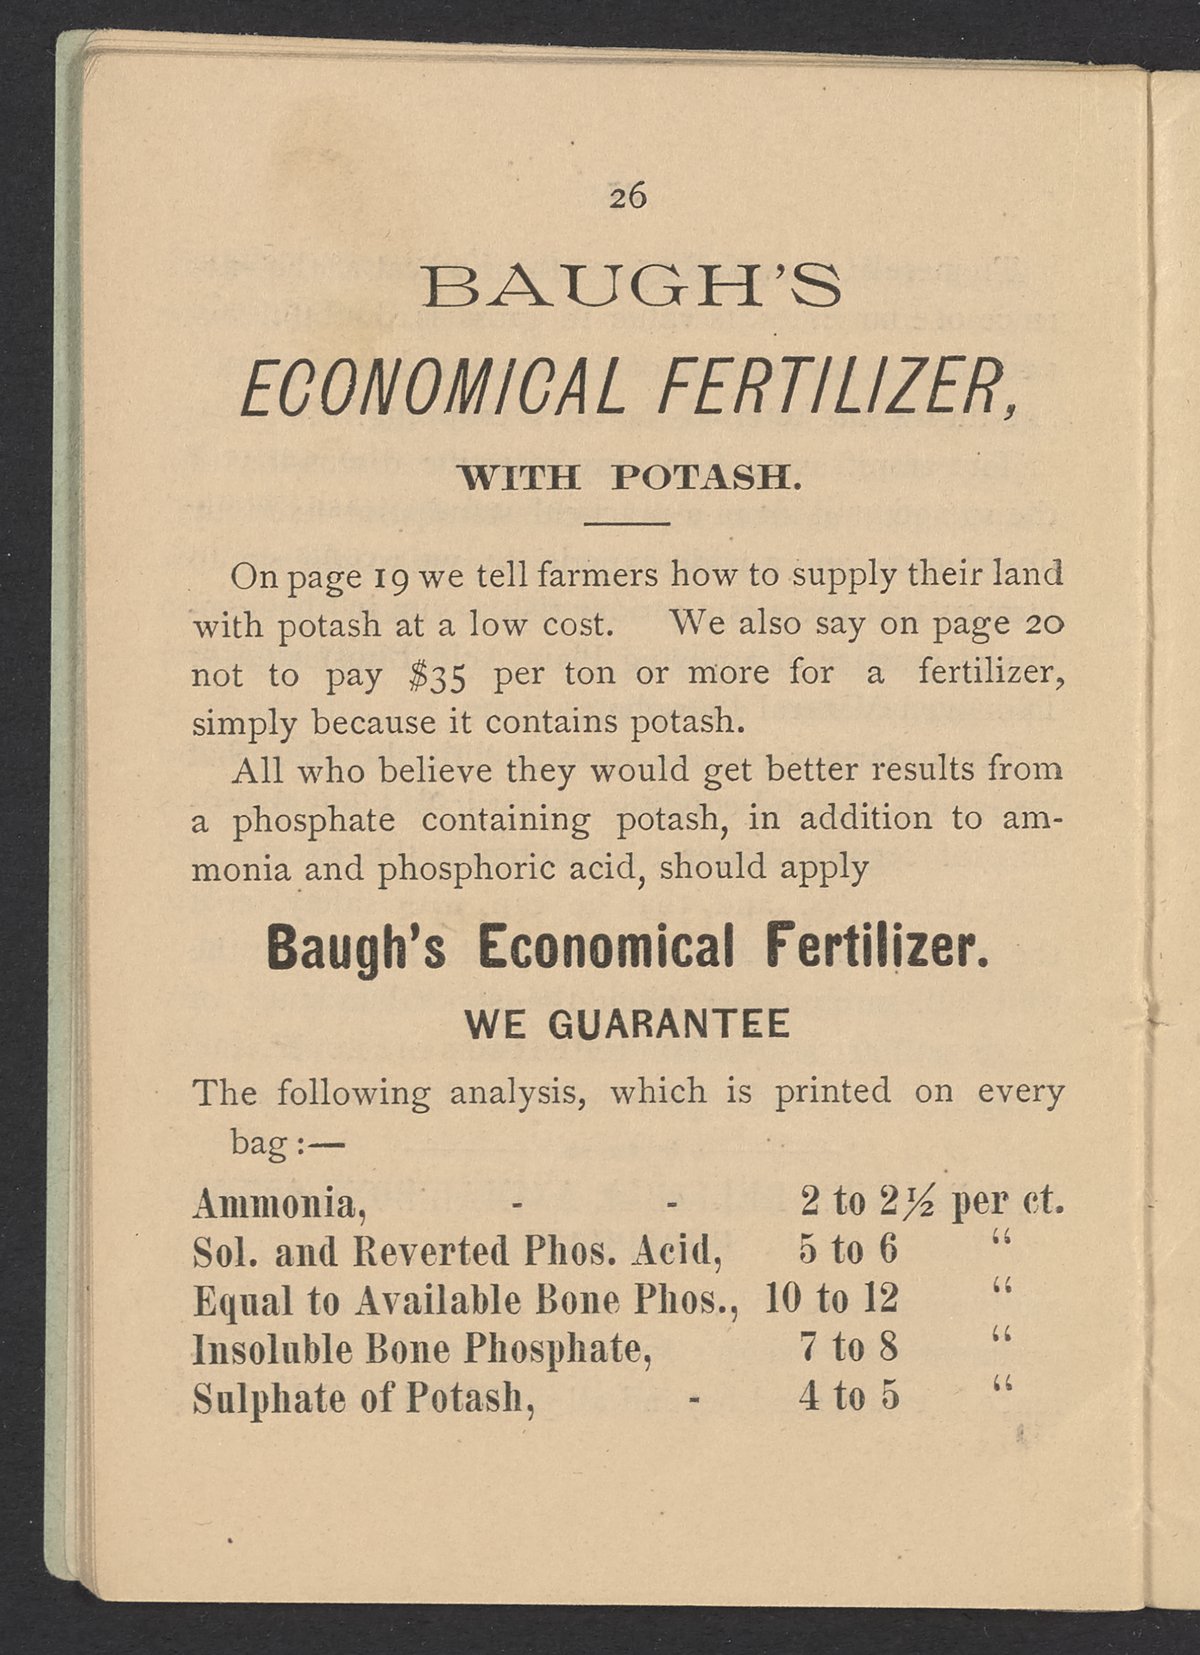 26
BAUGH'S
ECONOMICAL FERTILIZER,
WITH POTASH.
On page 19 we tell farmers how to supply their land
with potash at a low cost. We also say on page 20
not to pay $35 per ton or more for a fertilizer,
simply because it contains potash.
All who believe they would get better results from
a phosphate containing potash, in addition to am-
monia and phosphoric acid, should apply
Baugh's Economical Fertilizer.
WE GUARANTEE
The following analysis, which is printed on every
bag:—
Ammonia, - - 2 to 2½ per ct.
Sol. and Reverted Phos. Acid, 5 to 6 “
Equal to Available Bone Phos., 10 to 12 “
Insoluble Bone Phosphate, 7 to 8 “
Sulphate of Potash, - 4 to 5 “